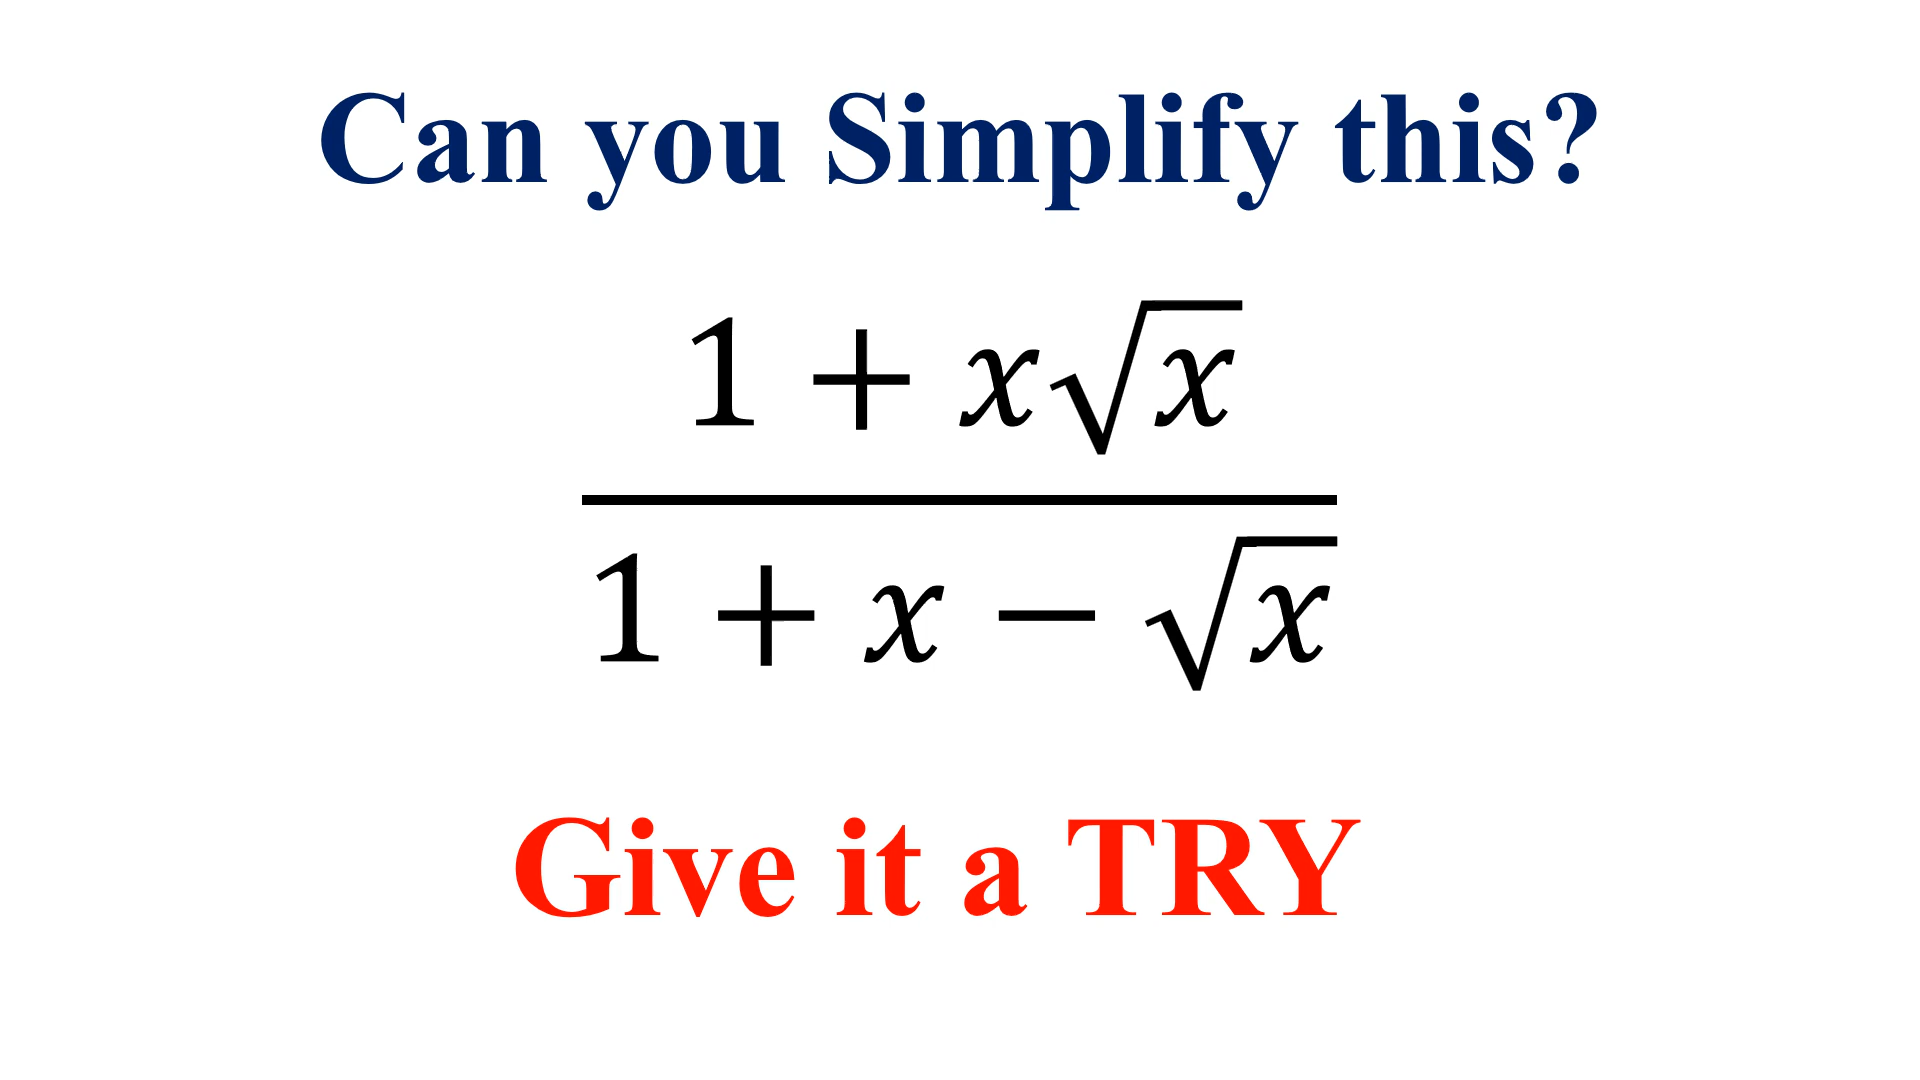 Can you Simplify this?
1 + x√x
1 + x − √x
Give it a TRY